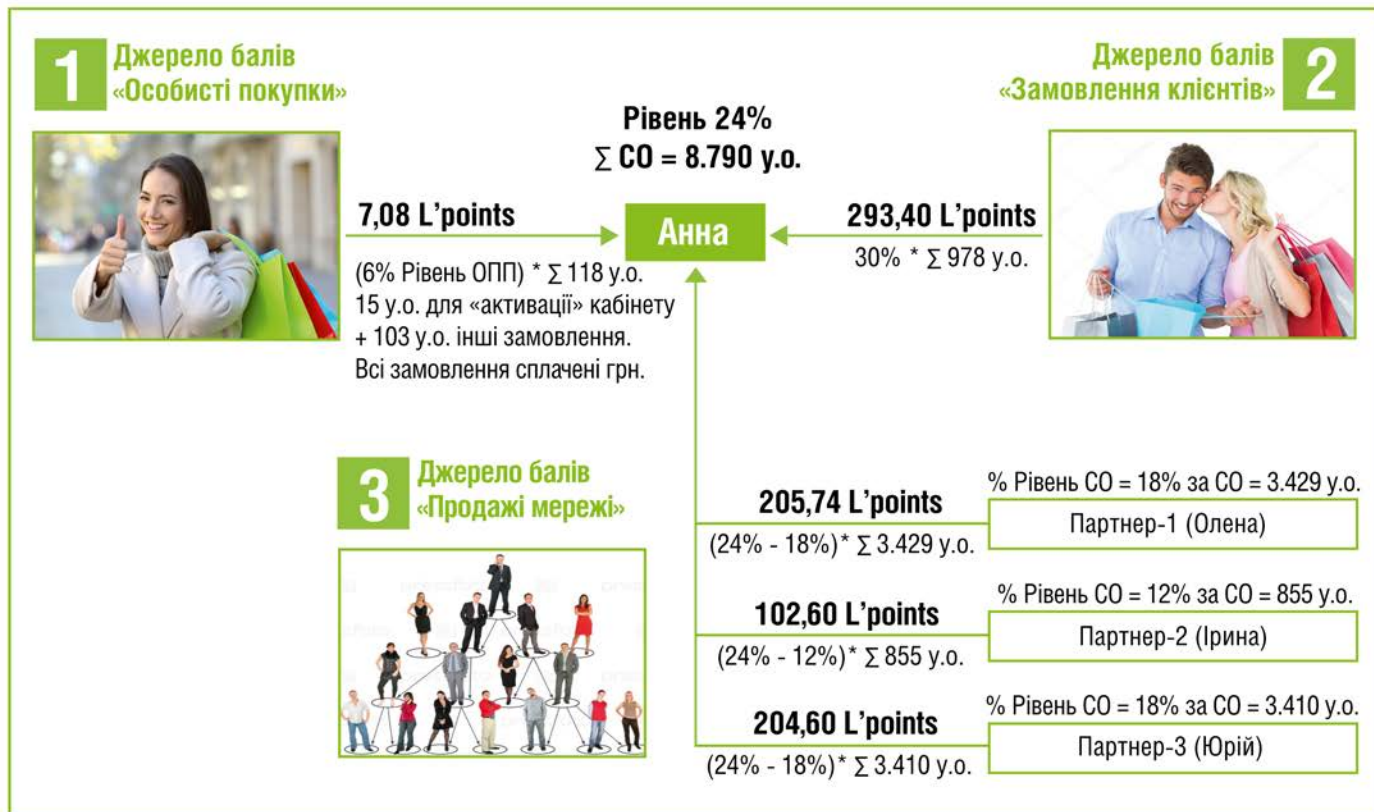 1
Джерело балів
«Особисті покупки»
Рівень 24%
∑ СО = 8.790 у.о.
Джерело балів
«Замовлення клієнтів»
2
7,08 L'points
(6% Рівень ОПП) * ∑ 118 у.о.
15 у.о. для «активації» кабінету
+ 103 у.о. інші замовлення.
Всі замовлення сплачені грн.
Анна
293,40 L'points
30% * ∑ 978 у.о.
3
Джерело балів
«Продажі мережі»
205,74 L'points
(24% - 18%)* ∑ 3.429 у.о.
% Рівень СО = 18% за СО = 3.429 у.о.
Партнер-1 (Олена)
102,60 L'points
(24% - 12%)* ∑ 855 у.о.
% Рівень СО = 12% за СО = 855 у.о.
Партнер-2 (Ірина)
204,60 L'points
(24% - 18%)* ∑ 3.410 у.о.
% Рівень СО = 18% за СО = 3.410 у.о.
Партнер-3 (Юрій)